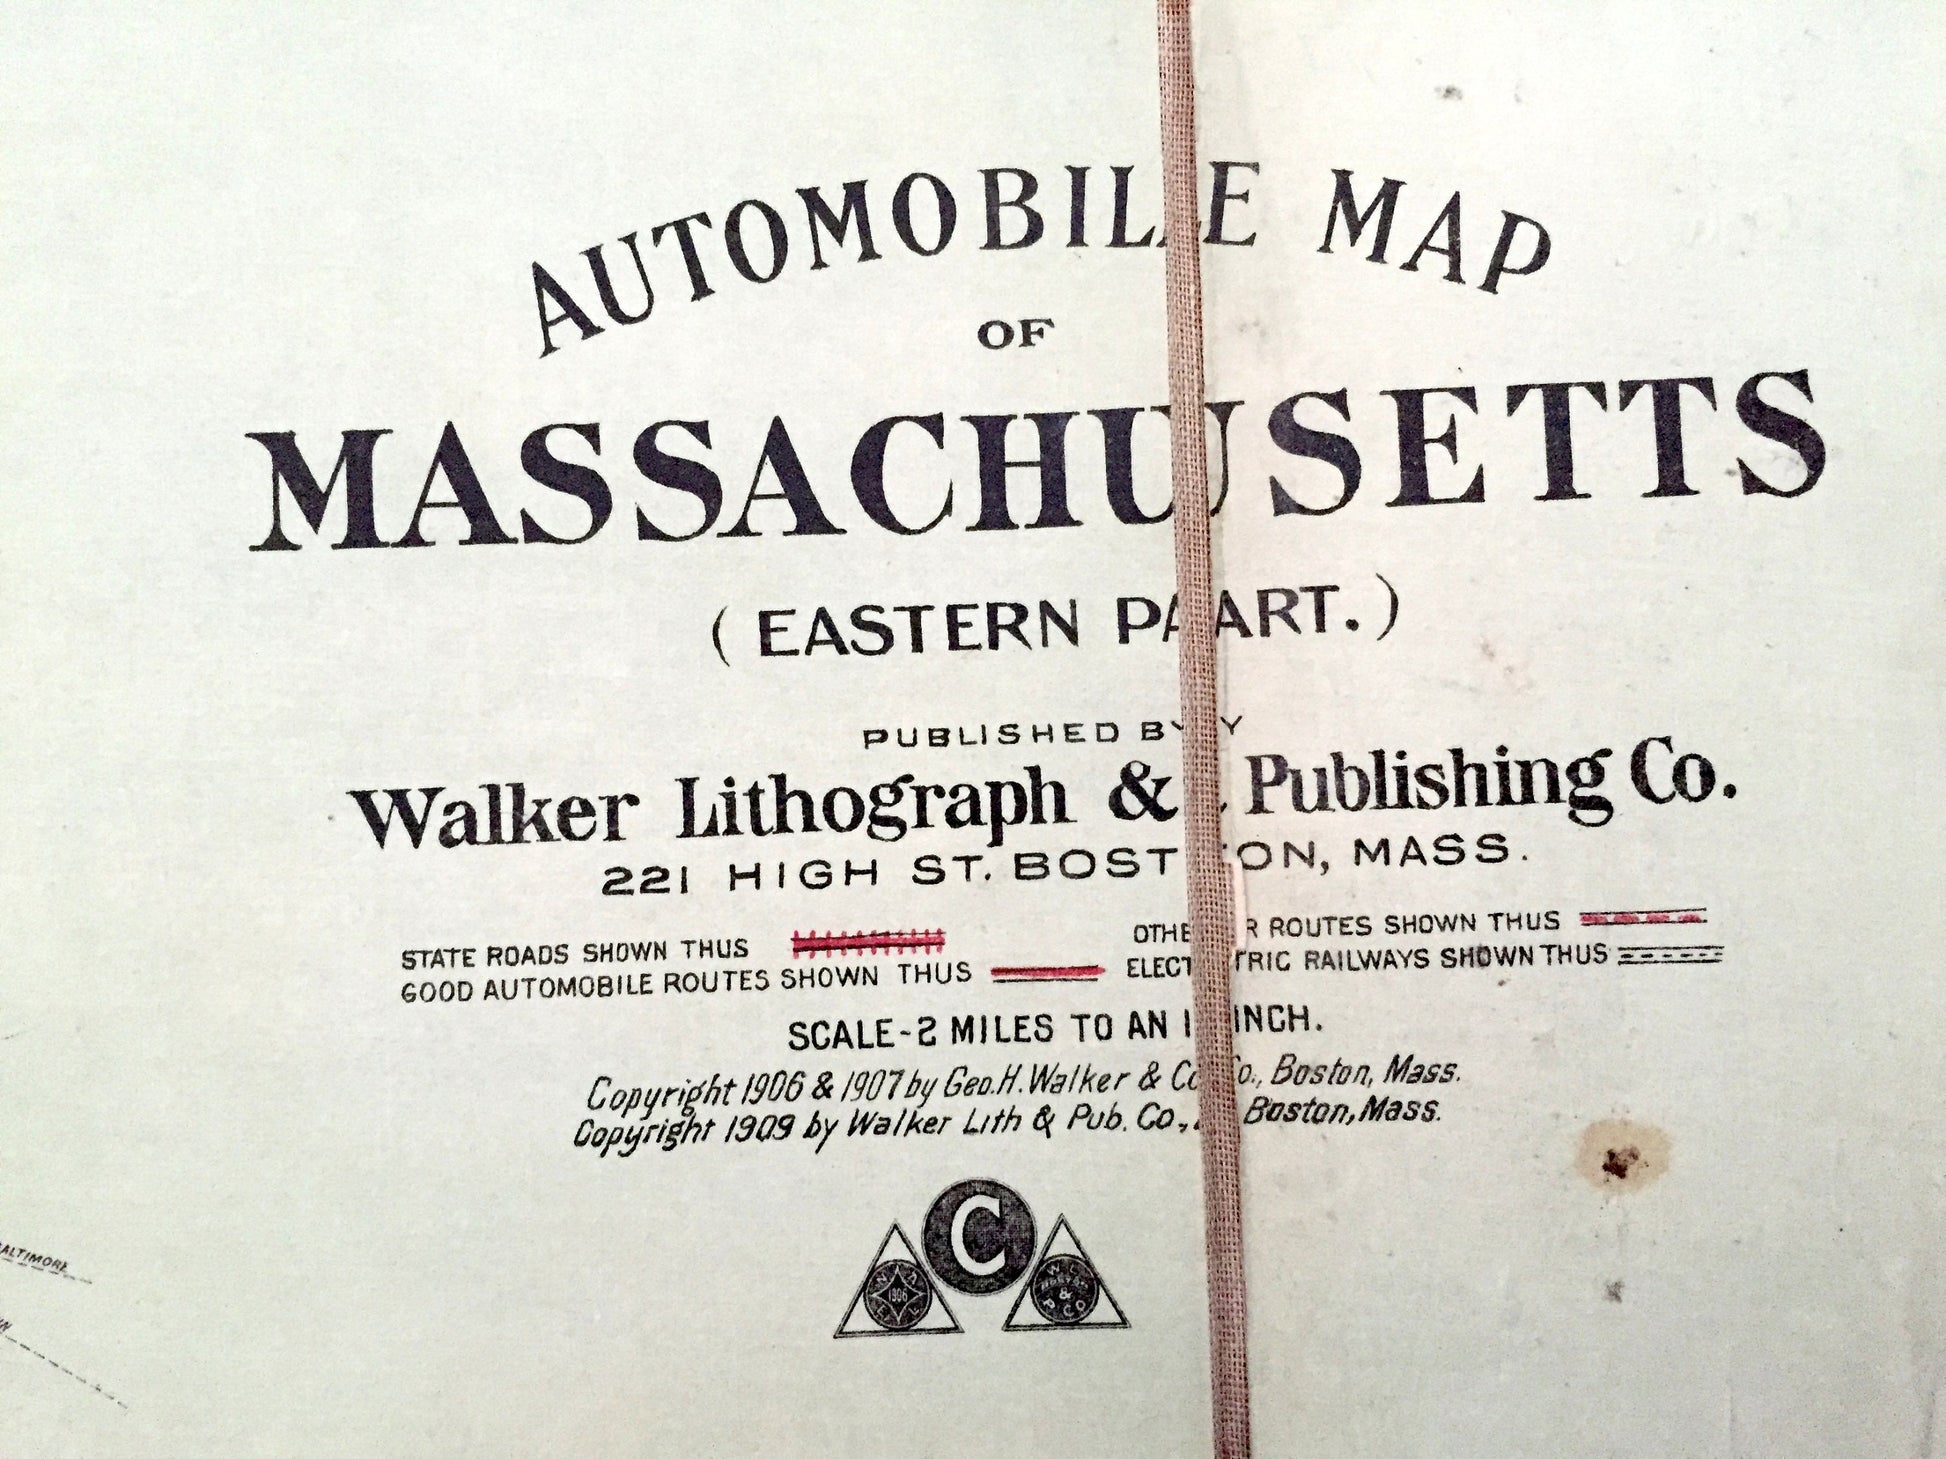 AUTOMOBILE MAP
OF
MASSACHUSETTS
(EASTERN PART.)
PUBLISHED BY
Walker Lithograph & Publishing Co.
221 HIGH ST. BOSTON, MASS.
STATE ROADS SHOWN THUS
GOOD AUTOMOBILE ROUTES SHOWN THUS
OTHER ROUTES SHOWN THUS
ELECTRIC RAILWAYS SHOWN THUS
SCALE-2 MILES TO AN INCH.
Copyright 1906 & 1907 by Geo.H.Walker & Co., Boston, Mass.
Copyright 1909 by Walker Lith & Pub. Co., Boston, Mass.
C
1906